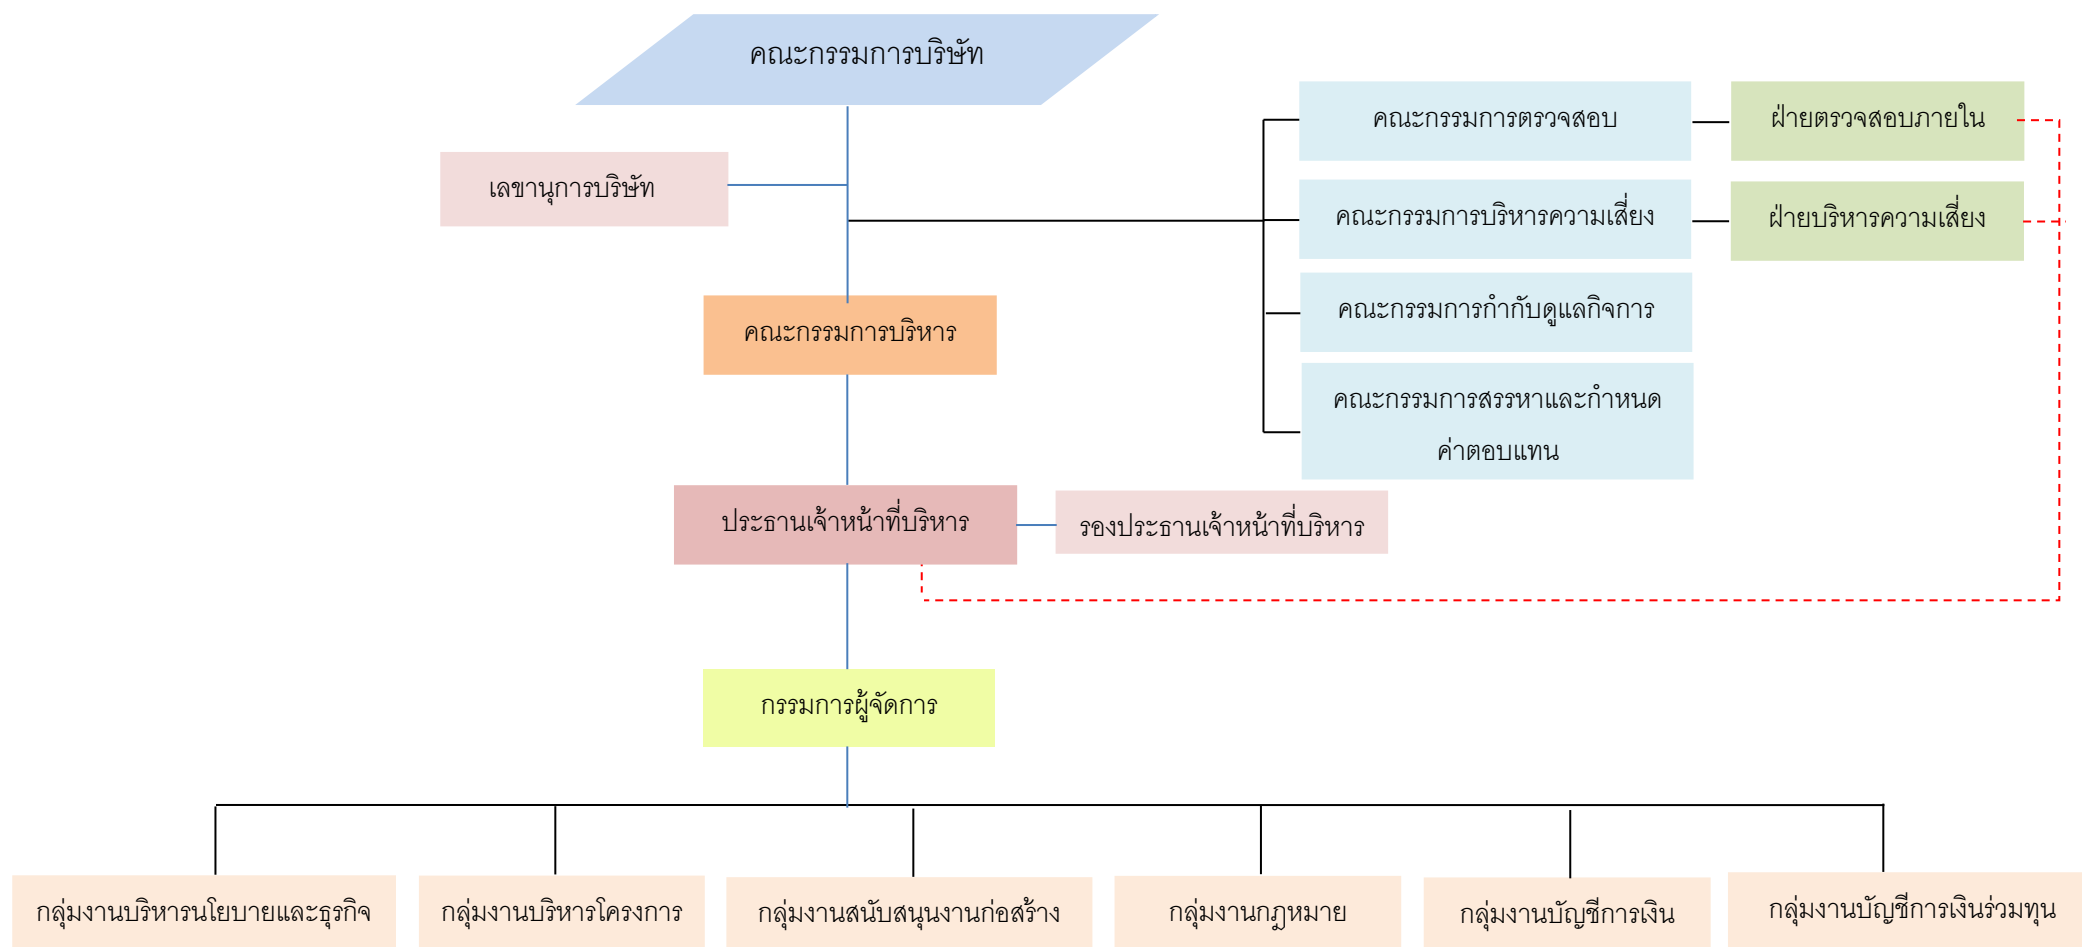 คณะกรรมการบริษัท
คณะกรรมการตรวจสอบ
ฝ่ายตรวจสอบภายใน
เลขานุการบริษัท
คณะกรรมการบริหารความเสี่ยง
ฝ่ายบริหารความเสี่ยง
คณะกรรมการกำกับดูแลกิจการ
คณะกรรมการบริหาร
คณะกรรมการสรรหาและกำหนด
ค่าตอบแทน
ประธานเจ้าหน้าที่บริหาร
รองประธานเจ้าหน้าที่บริหาร
กรรมการผู้จัดการ
กลุ่มงานบริหารนโยบายและธุรกิจ
กลุ่มงานบริหารโครงการ
กลุ่มงานสนับสนุนงานก่อสร้าง
กลุ่มงานกฎหมาย
กลุ่มงานบัญชีการเงิน
กลุ่มงานบัญชีการเงินร่วมทุน